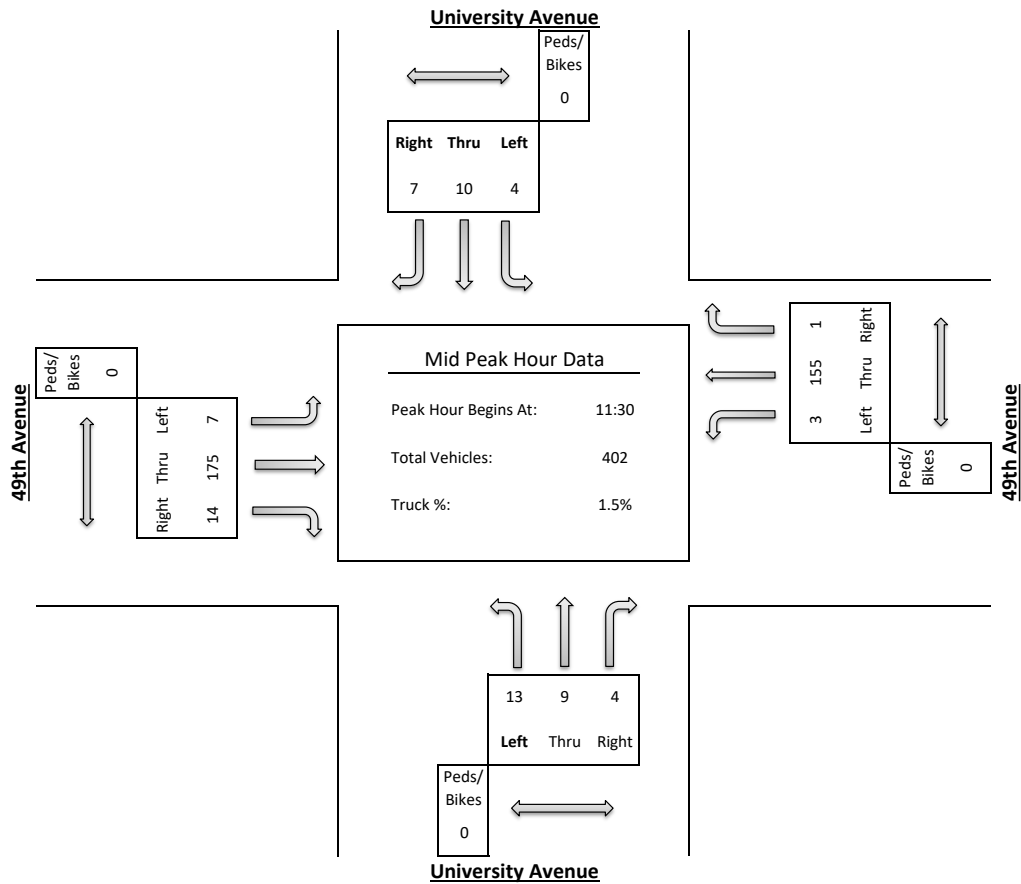 University Avenue
Peds/
Bikes
0
Right Thru Left
7 10 4
Peds/
Bikes
0
Left
7
Thru
175
Right
14
49th Avenue
Mid Peak Hour Data
Peak Hour Begins At: 11:30
Total Vehicles: 402
Truck %: 1.5%
1
Right
155
Thru
3
Left
Peds/
Bikes
0
49th Avenue
13 9 4
Left Thru Right
Peds/
Bikes
0
University Avenue